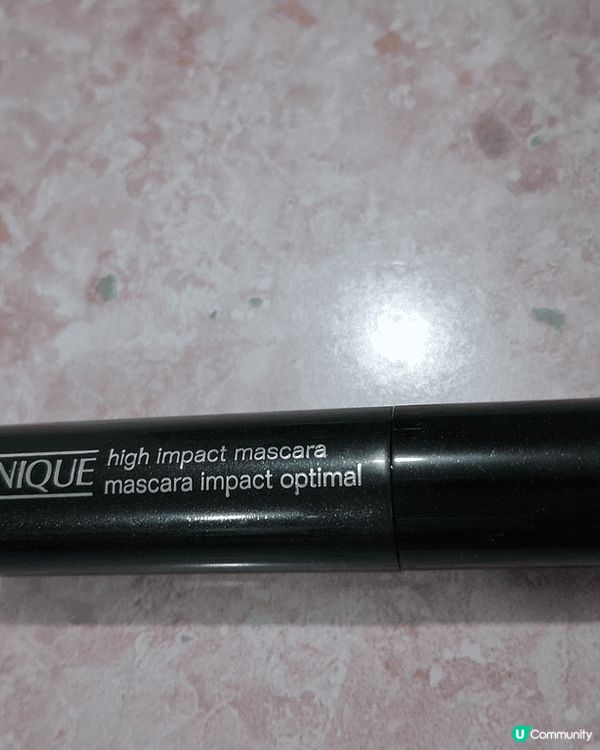 NIQUE
high impact mascara
mascara impact optimal
U Community